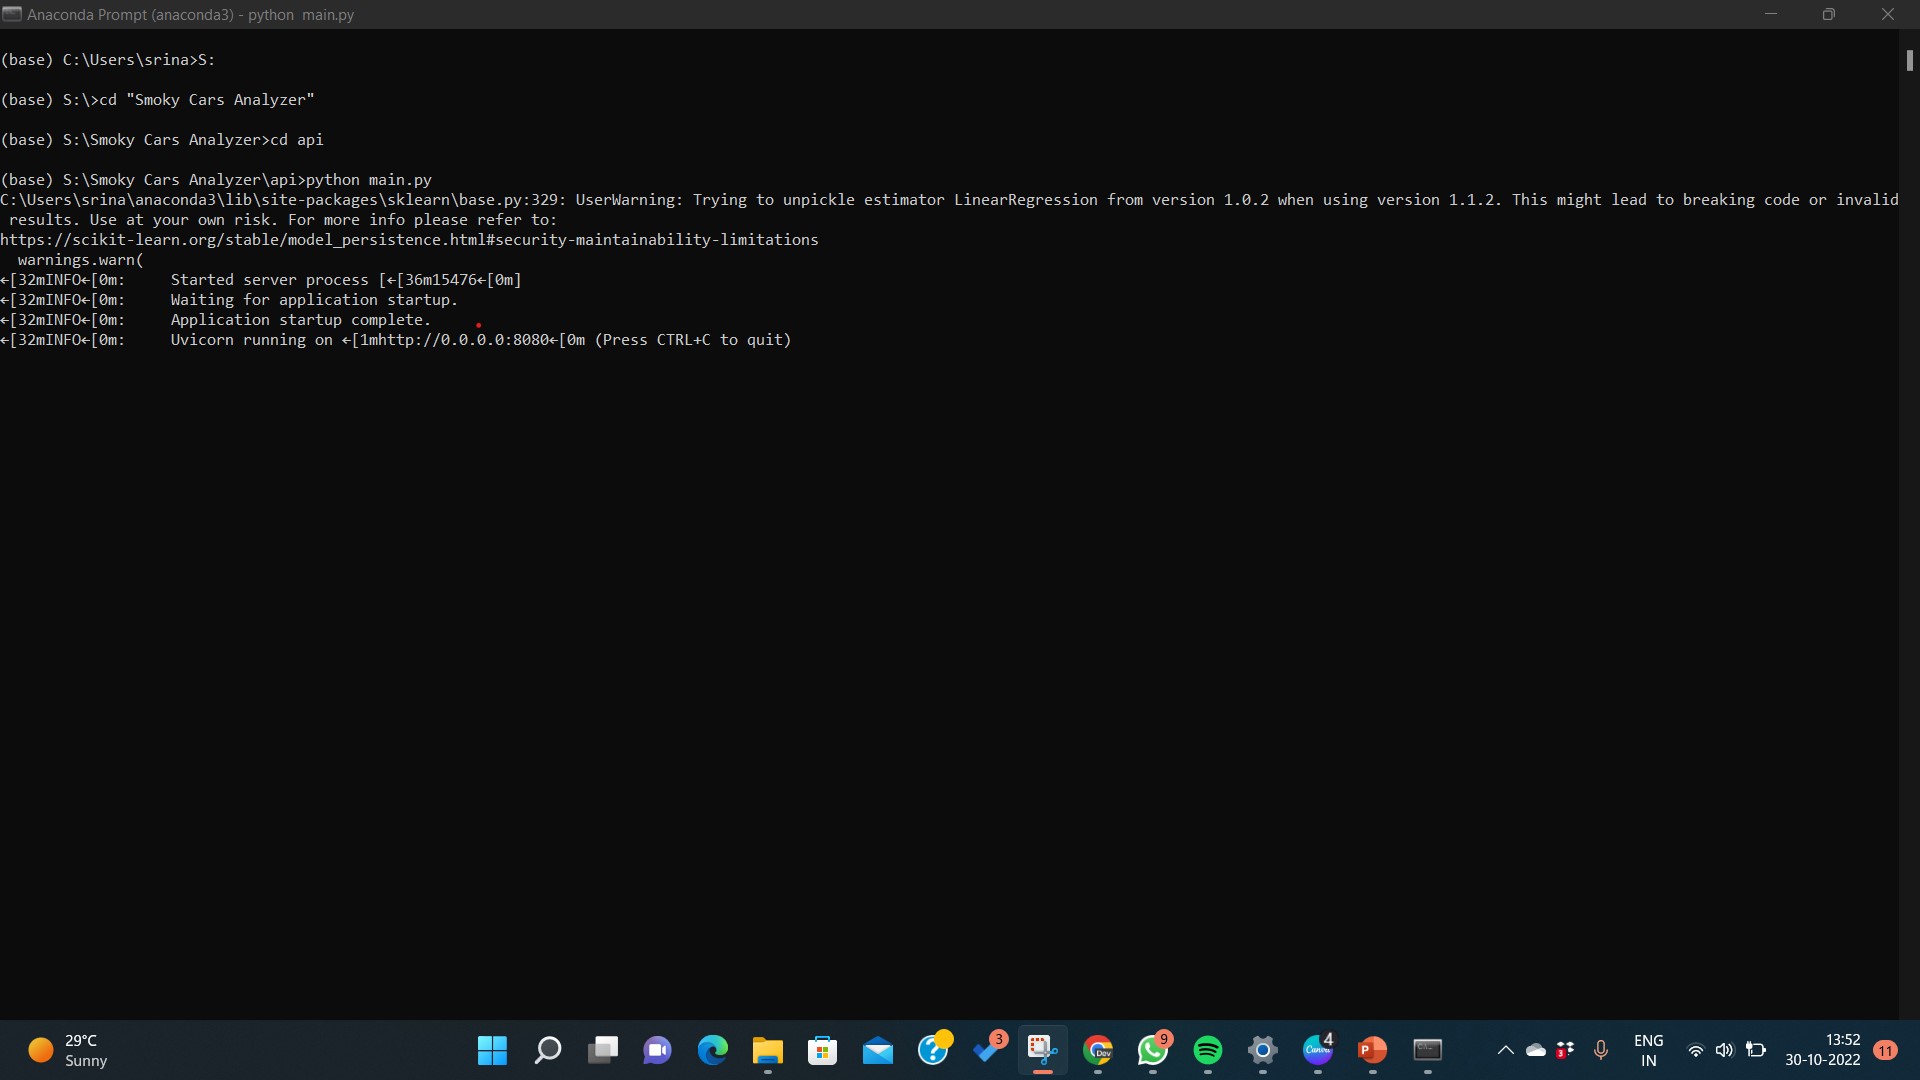 Anaconda Prompt (anaconda3) - python  main.py
(base) C:\Users\srina>S:
(base) S:\>cd "Smoky Cars Analyzer"
(base) S:\Smoky Cars Analyzer>cd api
(base) S:\Smoky Cars Analyzer\api>python main.py
C:\Users\srina\anaconda3\lib\site-packages\sklearn\base.py:329: UserWarning: Trying to unpickle estimator LinearRegression from version 1.0.2 when using version 1.1.2. This might lead to breaking code or invalid
 results. Use at your own risk. For more info please refer to:
https://scikit-learn.org/stable/model_persistence.html#security-maintainability-limitations
  warnings.warn(
←[32mINFO←[0m:     Started server process [←[36m15476←[0m]
←[32mINFO←[0m:     Waiting for application startup.
←[32mINFO←[0m:     Application startup complete.
←[32mINFO←[0m:     Uvicorn running on ←[1mhttp://0.0.0.0:8080←[0m (Press CTRL+C to quit)
29°C
Sunny
3
Dev
9
Canva
4
P
3
ENG
IN
13:52
30-10-2022
11